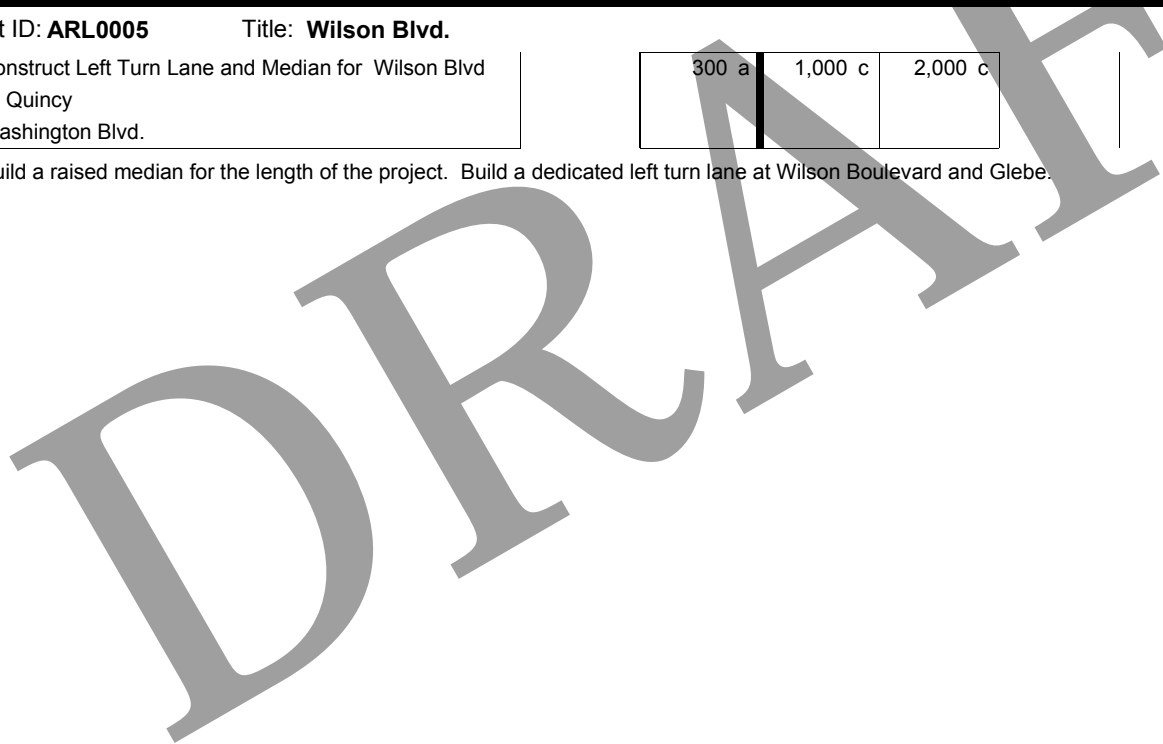 t ID: ARL0005 Title: Wilson Blvd.
onstruct Left Turn Lane and Median for Wilson Blvd 300 a 1,000 c 2,000 c
Quincy
ashington Blvd.
uild a raised median for the length of the project. Build a dedicated left turn lane at Wilson Boulevard and Glebe.
DRAF